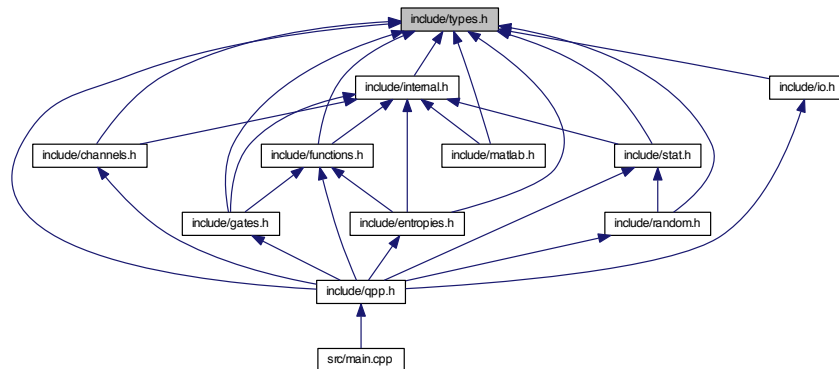 include/types.h
include/internal.h
include/io.h
include/channels.h
include/functions.h
include/matlab.h
include/stat.h
include/gates.h
include/entropies.h
include/random.h
include/qpp.h
src/main.cpp